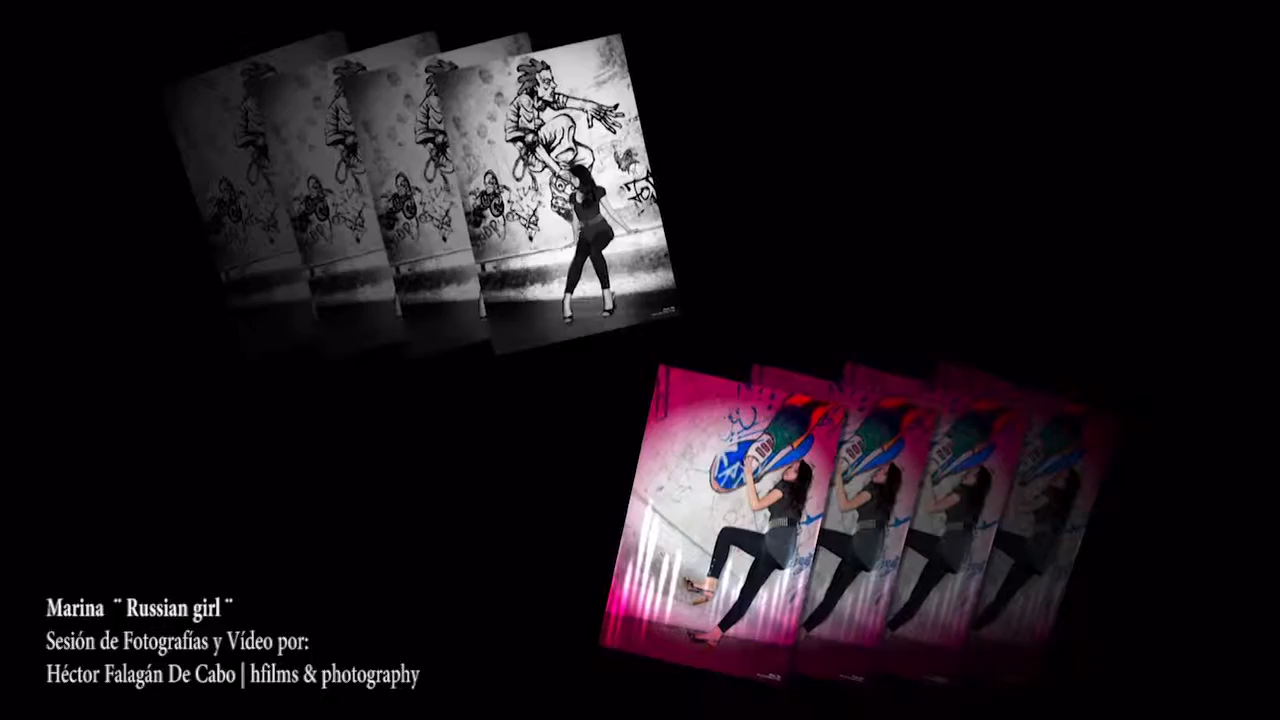 Marina ¨ Russian girl ¨
Sesión de Fotografías y Vídeo por:
Héctor Falagán De Cabo | hfilms & photography